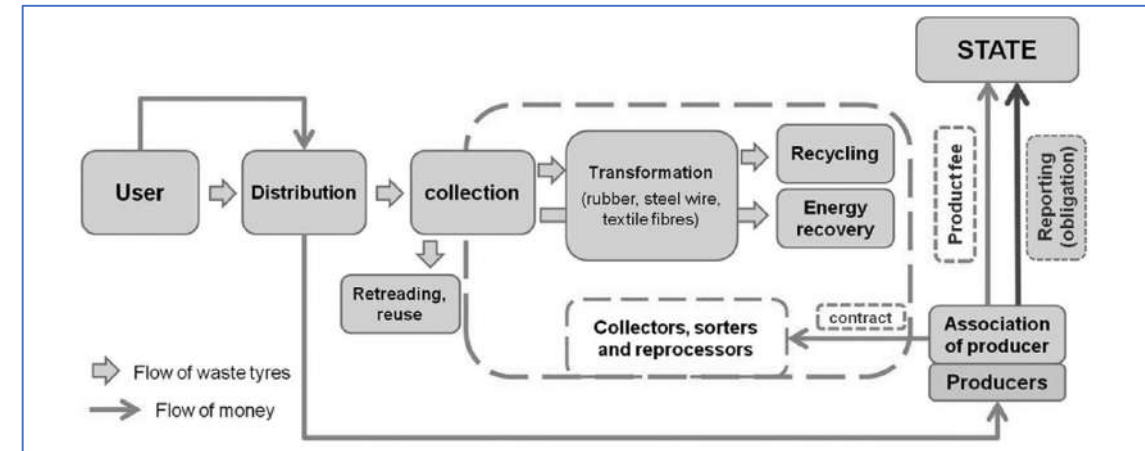 STATE
User
Distribution
collection
Transformation
(rubber, steel wire,
textile fibres)
Recycling
Energy
recovery
Retreading,
reuse
Collectors, sorters
and reprocessors
contract
Product fee
Reporting
(obligation)
Association
of producer
Producers
Flow of waste tyres
Flow of money